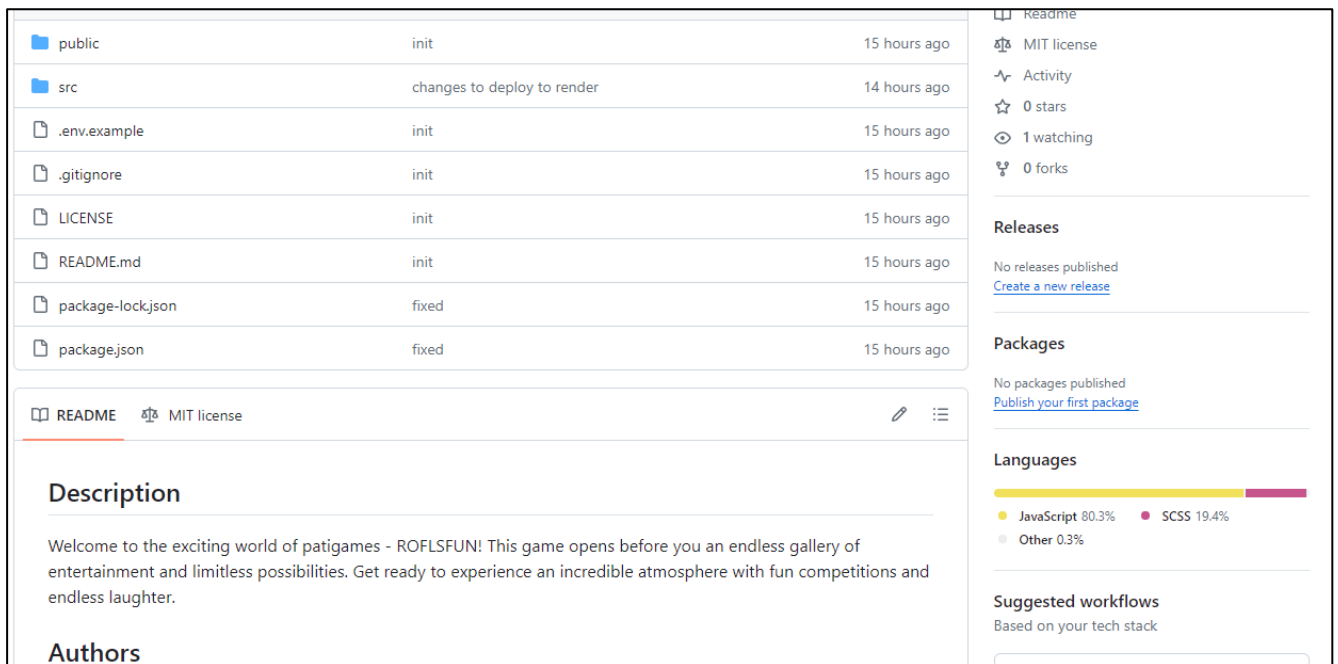 public init 15 hours ago
src changes to deploy to render 14 hours ago
.env.example init 15 hours ago
.gitignore init 15 hours ago
LICENSE init 15 hours ago
README.md init 15 hours ago
package-lock.json fixed 15 hours ago
package.json fixed 15 hours ago
README MIT license
Description
Welcome to the exciting world of patigames - ROFLSFUN! This game opens before you an endless gallery of
entertainment and limitless possibilities. Get ready to experience an incredible atmosphere with fun competitions and
endless laughter.
Authors
Readme
MIT license
Activity
0 stars
1 watching
0 forks
Releases
No releases published
Create a new release
Packages
No packages published
Publish your first package
Languages
JavaScript 80.3% SCSS 19.4%
Other 0.3%
Suggested workflows
Based on your tech stack